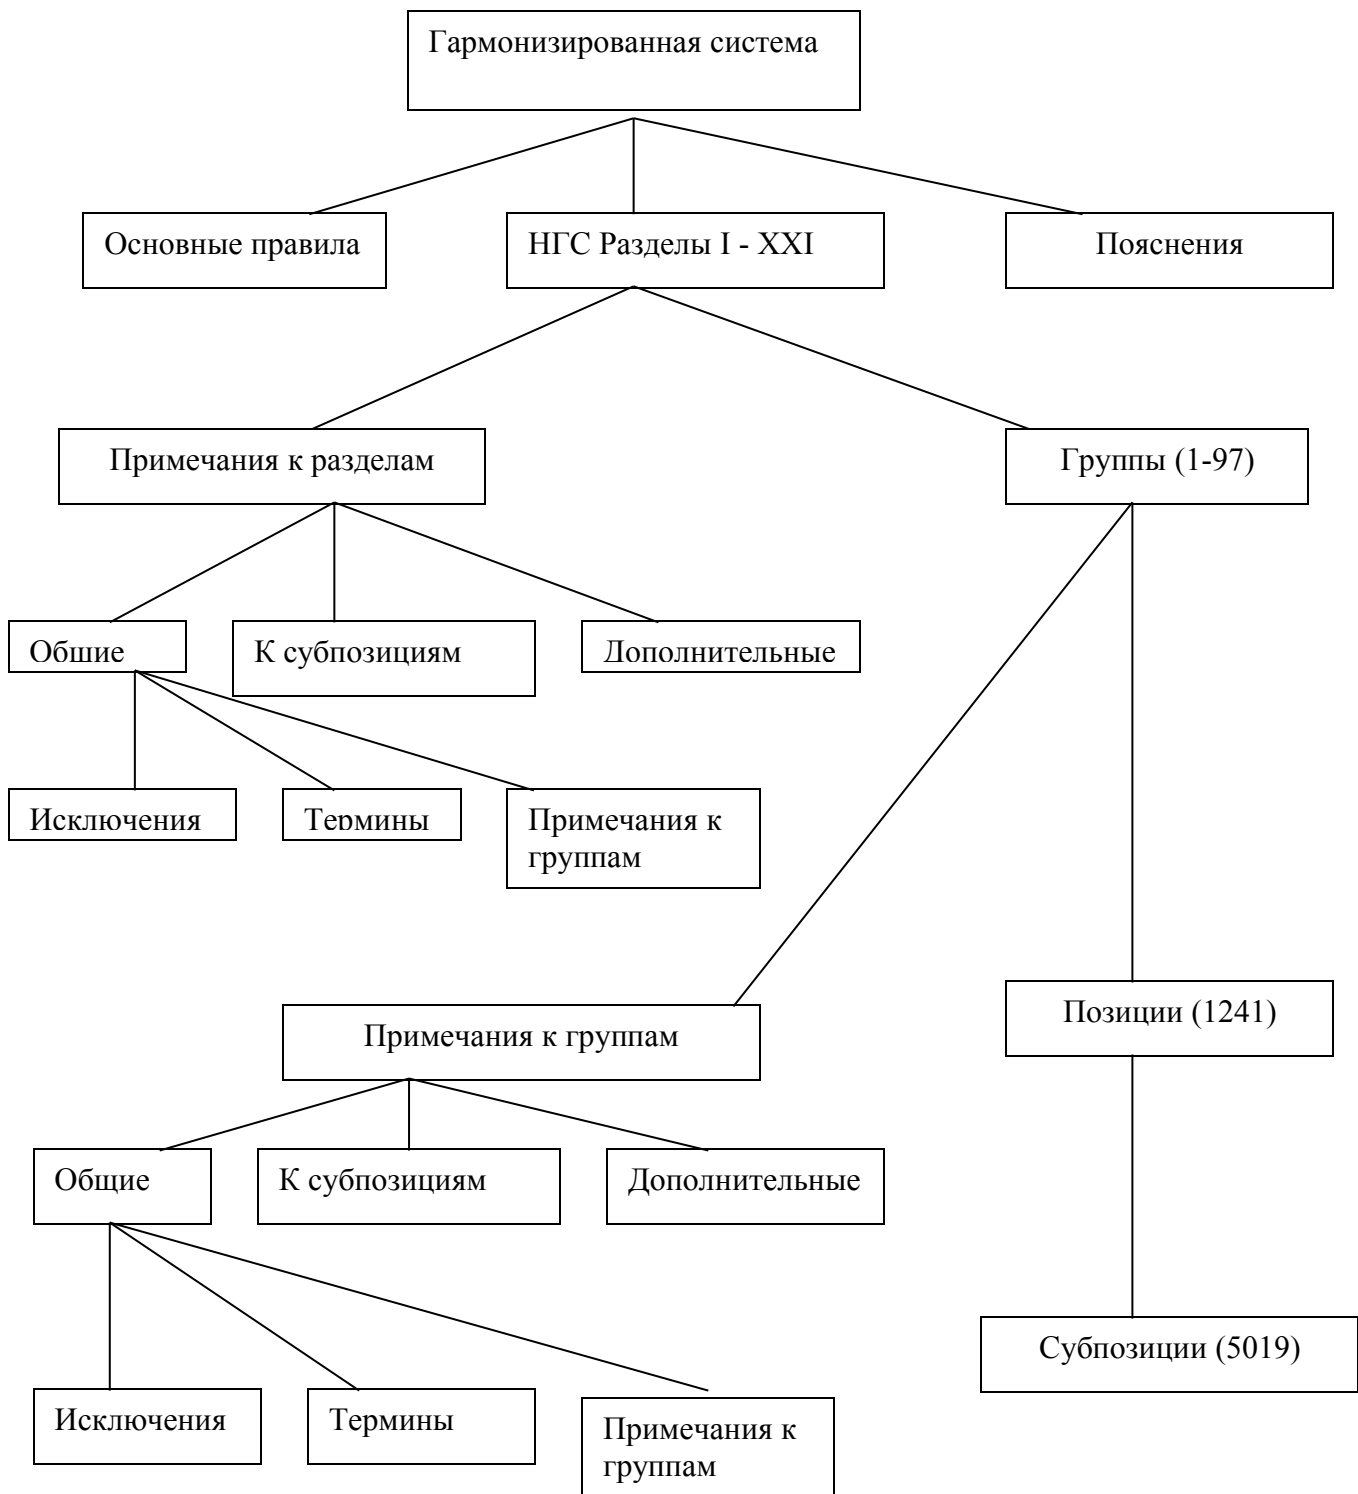 Гармонизированная система
Основные правила
НГС Разделы I - XXI
Пояснения
Примечания к разделам
Группы (1-97)
Общие
К субпозициям
Дополнительные
Исключения
Термины
Примечания к
группам
Примечания к группам
Позиции (1241)
Общие
К субпозициям
Дополнительные
Субпозиции (5019)
Исключения
Термины
Примечания к
группам